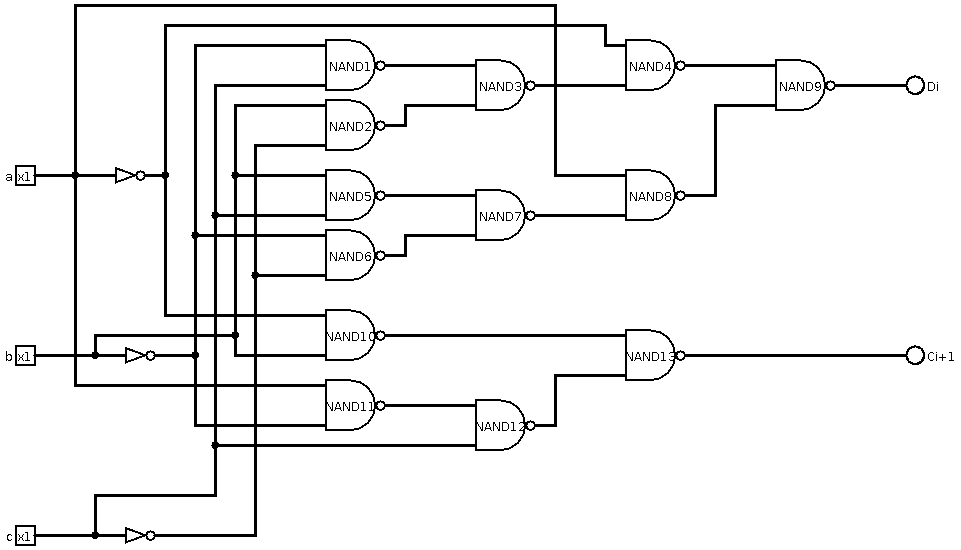 NAND1
NAND4
NAND3
NAND9
Di
NAND2
a x1
NAND5
NAND8
NAND7
NAND6
NAND10
b x1
NAND13
Ci+1
NAND11
NAND12
c x1